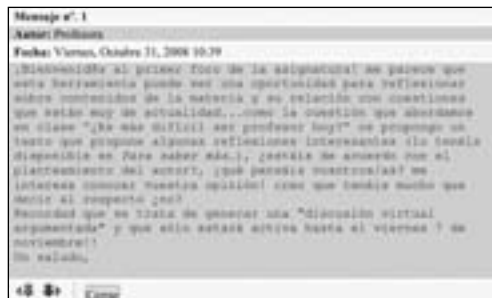 Mensaje nº. 1
Autor: Profesora
Fecha: Viernes, Octubre 31, 2008 10:39
¡Bienvenid@s al primer foro de la asignatura! me parece que
esta herramienta puede ser una oportunidad para reflexionar
sobre contenidos de la materia y su relación con cuestiones
que están muy de actualidad...como la cuestión que abordamos
en clase "¿Es más difícil ser profesor hoy?" os propongo un
texto que propone algunas reflexiones interesantes (lo tenéis
disponible en Para saber más.), ¿estáis de acuerdo con el
planteamiento del autor?, ¿qué pensáis vosotros/as? me
interesa conocer vuestra opinión! creo que tenéis mucho que
decir al respecto ¿no?
Recordad que se trata de generar una "discusión virtual
argumentada" y que sólo estará activa hasta el viernes 7 de
noviembre!!
Un saludo,
Cerrar